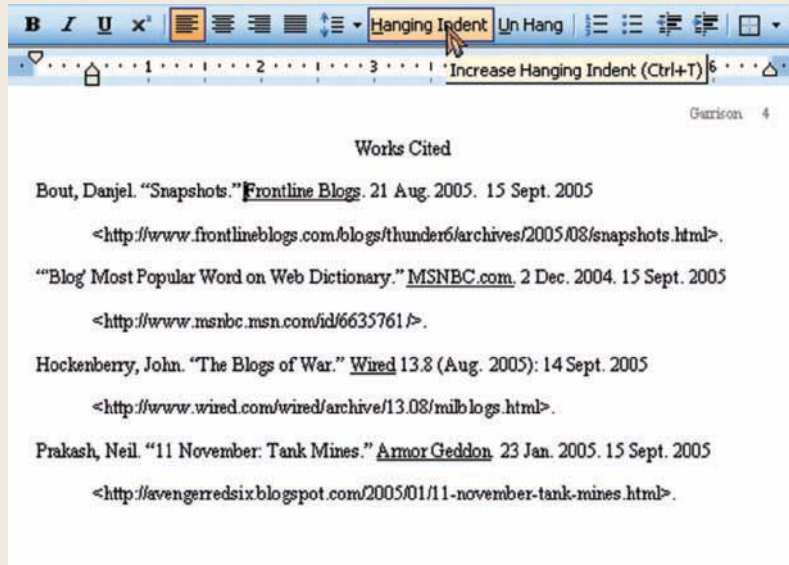 B I U x² Hanging Indent Un Hang
1 2 3 6
Increase Hanging Indent (Ctrl+T)
Garrison 4
Works Cited
Bout, Danjel. “Snapshots.” Frontline Blogs. 21 Aug. 2005. 15 Sept. 2005
<http://www.frontlineblogs.com/blogs/thunder6/archives/2005/08/snapshots.html>.
“‘Blog’ Most Popular Word on Web Dictionary.” MSNBC.com. 2 Dec. 2004. 15 Sept. 2005
<http://www.msnbc.msn.com/id/6635761/>.
Hockenberry, John. “The Blogs of War.” Wired 13.8 (Aug. 2005): 14 Sept. 2005
<http://www.wired.com/wired/archive/13.08/milblogs.html>.
Prakash, Neil. “11 November: Tank Mines.” Armor Geddon. 23 Jan. 2005. 15 Sept. 2005
<http://avengerredsix.blogspot.com/2005/01/11-november-tank-mines.html>.